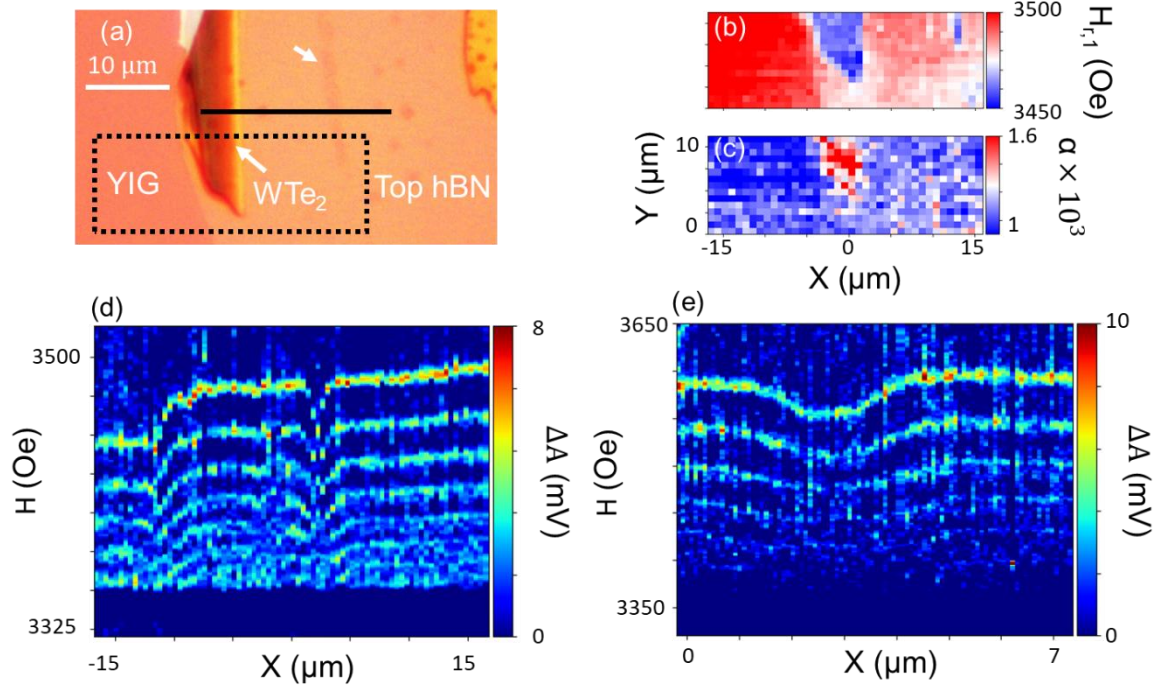 (a)
10 μm
YIG
WTe₂
Top hBN
(b)
3500
H_{r,1} (Oe)
3450
(c)
Y (μm)
10
0
1.6
α × 10³
1
-15
0
15
X (μm)
(d)
3500
H (Oe)
3325
-15
15
X (μm)
8
ΔA (mV)
0
(e)
3650
H (Oe)
3350
0
7
X (μm)
10
ΔA (mV)
0